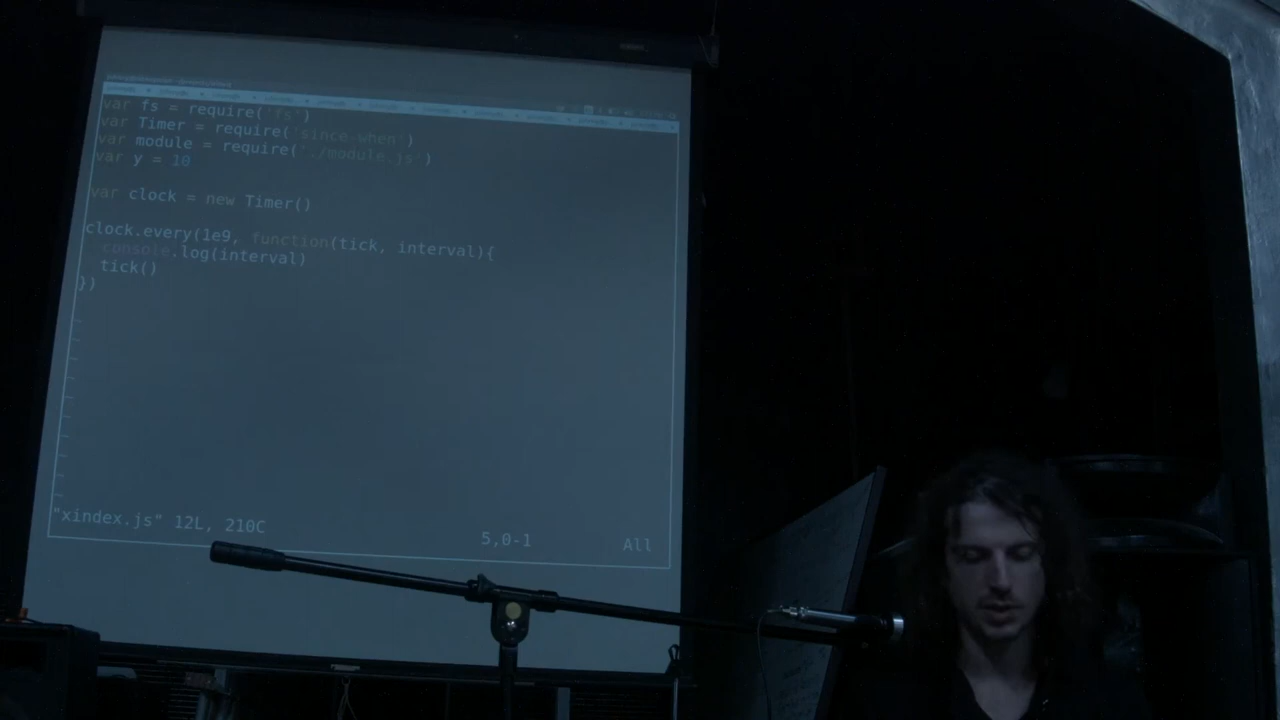 var fs = require('fs')
var Timer = require('since-when')
var module = require('./module.js')
var y = 10
var clock = new Timer()
clock.every(1e9, function(tick, interval){
console.log(interval)
tick()
})
~
~
~
~
~
~
~
~
~
~
"xindex.js" 12L, 210C 5,0-1 All